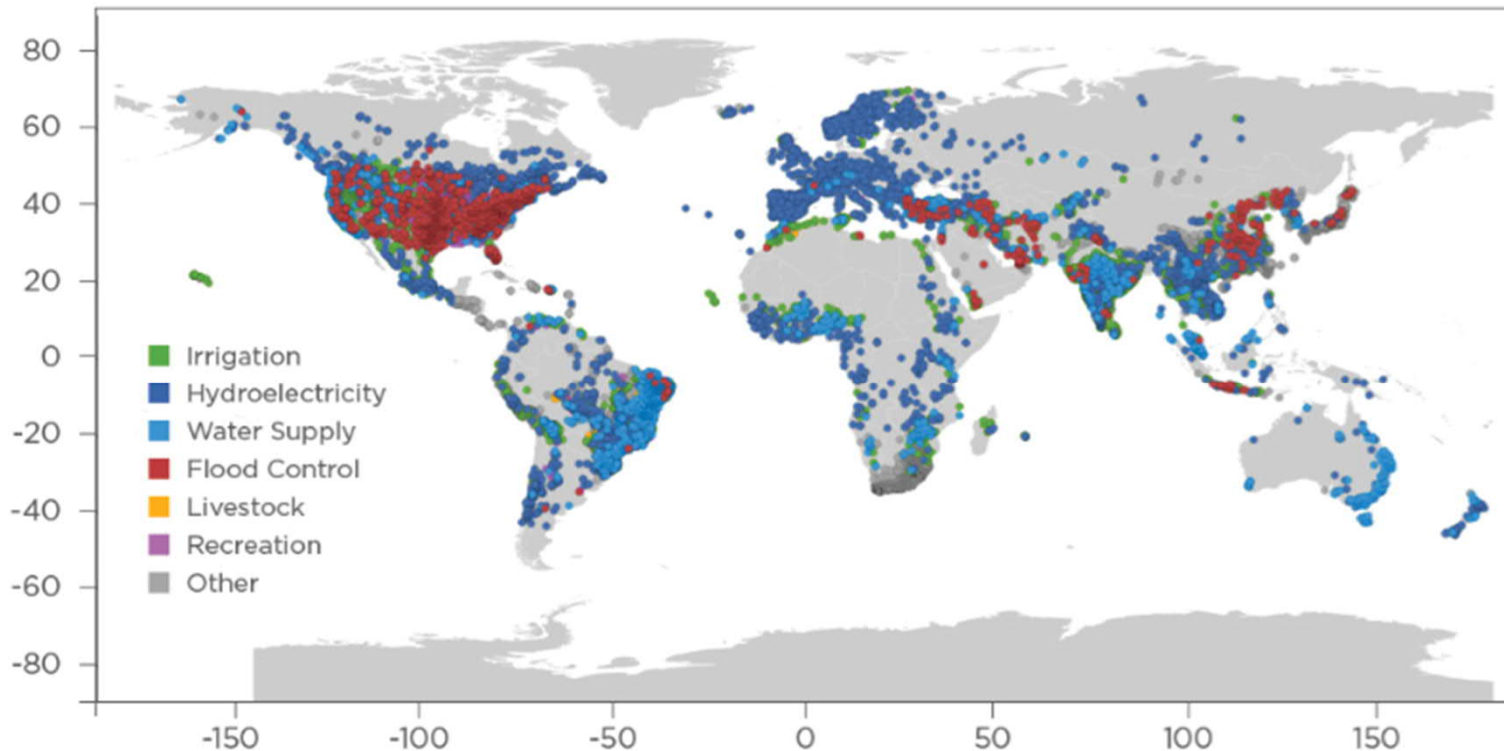 80
60
40
20
0
-20
-40
-60
-80
Irrigation
Hydroelectricity
Water Supply
Flood Control
Livestock
Recreation
Other
-150 -100 -50 0 50 100 150